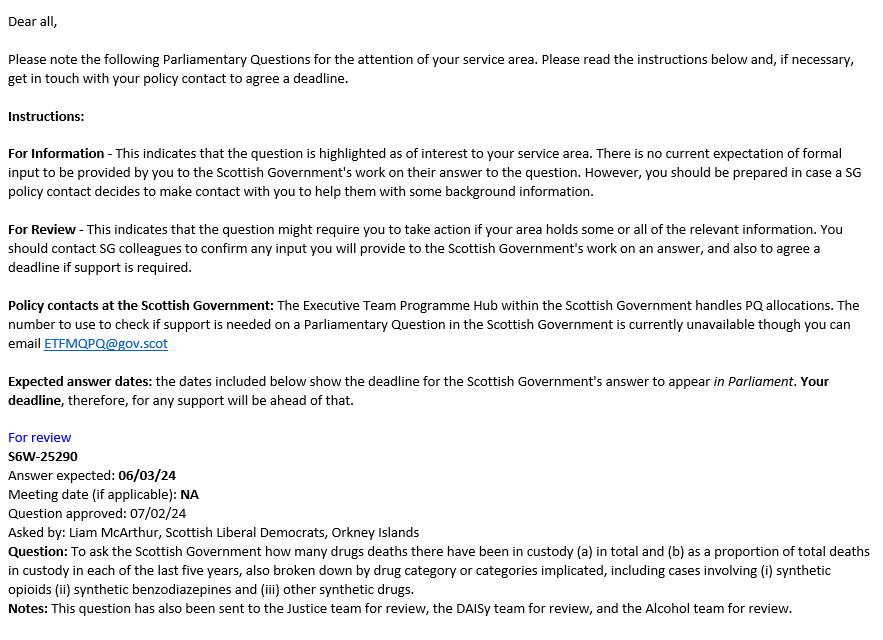 Dear all,
Please note the following Parliamentary Questions for the attention of your service area. Please read the instructions below and, if necessary,
get in touch with your policy contact to agree a deadline.
Instructions:
For Information - This indicates that the question is highlighted as of interest to your service area. There is no current expectation of formal
input to be provided by you to the Scottish Government's work on their answer to the question. However, you should be prepared in case a SG
policy contact decides to make contact with you to help them with some background information.
For Review - This indicates that the question might require you to take action if your area holds some or all of the relevant information. You
should contact SG colleagues to confirm any input you will provide to the Scottish Government's work on an answer, and also to agree a
deadline if support is required.
Policy contacts at the Scottish Government: The Executive Team Programme Hub within the Scottish Government handles PQ allocations. The
number to use to check if support is needed on a Parliamentary Question in the Scottish Government is currently unavailable though you can
email ETFMQPQ@gov.scot
Expected answer dates: the dates included below show the deadline for the Scottish Government's answer to appear in Parliament. Your
deadline, therefore, for any support will be ahead of that.
For review
S6W-25290
Answer expected: 06/03/24
Meeting date (if applicable): NA
Question approved: 07/02/24
Asked by: Liam McArthur, Scottish Liberal Democrats, Orkney Islands
Question: To ask the Scottish Government how many drugs deaths there have been in custody (a) in total and (b) as a proportion of total deaths
in custody in each of the last five years, also broken down by drug category or categories implicated, including cases involving (i) synthetic
opioids (ii) synthetic benzodiazepines and (iii) other synthetic drugs.
Notes: This question has also been sent to the Justice team for review, the DAISy team for review, and the Alcohol team for review.